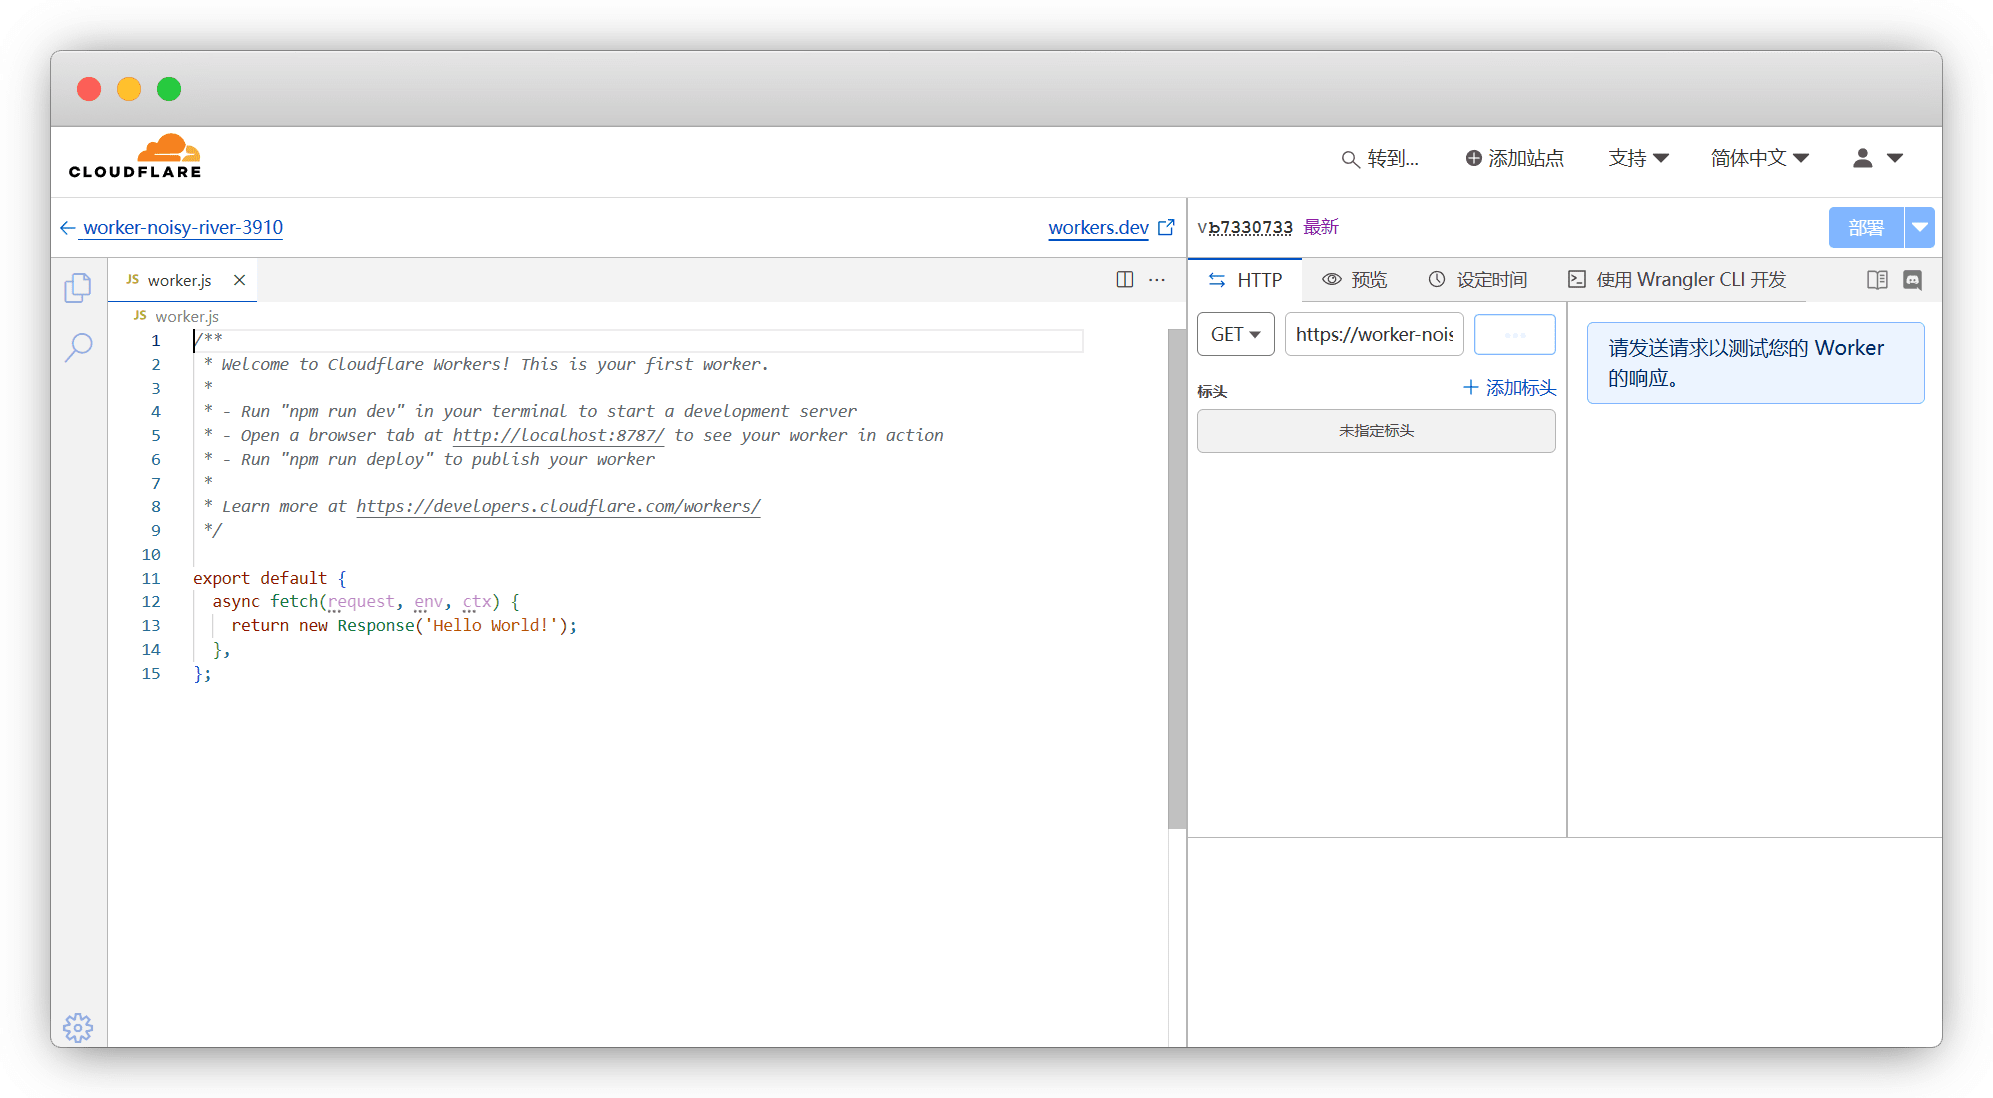 CLOUDFLARE
转到...
添加站点
支持
简体中文
worker-noisy-river-3910
workers.dev
vb7330733 最新
部署
JS worker.js
HTTP
预览
设定时间
使用 Wrangler CLI 开发
JS worker.js
GET
https://worker-nois
...
请发送请求以测试您的 Worker
的响应。
标头
添加标头
未指定标头
1 /**
2  * Welcome to Cloudflare Workers! This is your first worker.
3  *
4  * - Run "npm run dev" in your terminal to start a development server
5  * - Open a browser tab at http://localhost:8787/ to see your worker in action
6  * - Run "npm run deploy" to publish your worker
7  *
8  * Learn more at https://developers.cloudflare.com/workers/
9  */
10
11 export default {
12   async fetch(request, env, ctx) {
13     return new Response('Hello World!');
14   },
15 };